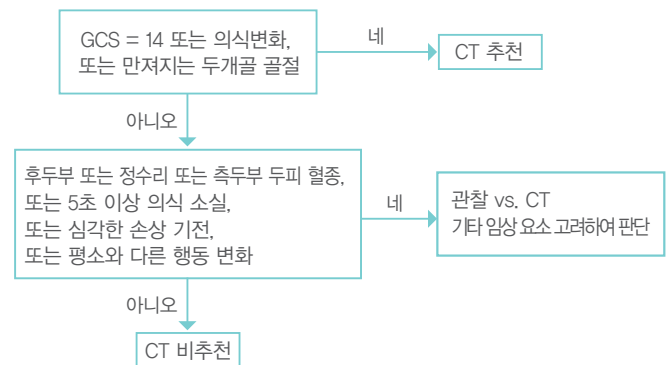 GCS = 14 또는 의식변화,
또는 만져지는 두개골 골절
네
CT 추천
아니오
후두부 또는 정수리 또는 측두부 두피 혈종,
또는 5초 이상 의식 소실,
또는 심각한 손상 기전,
또는 평소와 다른 행동 변화
네
관찰 vs. CT
기타 임상 요소 고려하여 판단
아니오
CT 비추천